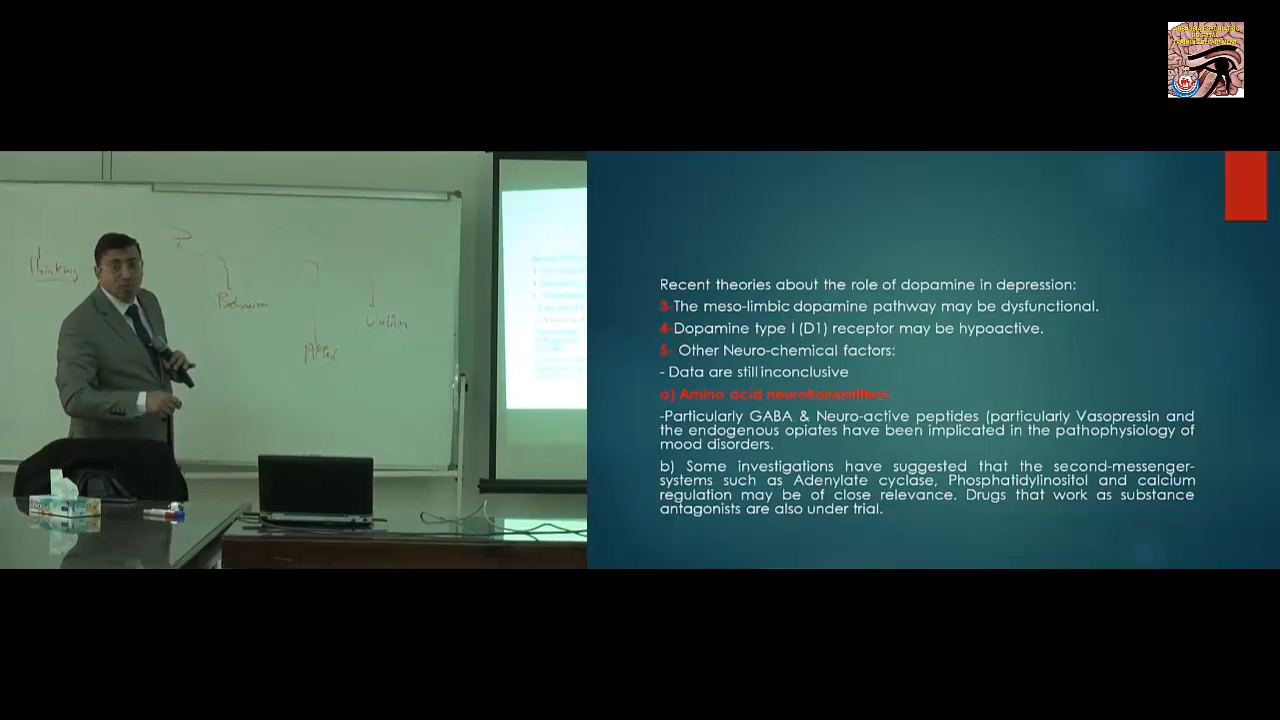 HOSPITAL
Thinking
Recent theories about the role of dopamine in depression:
3-The meso-limbic dopamine pathway may be dysfunctional.
4-Dopamine type I (D1) receptor may be hypoactive.
5- Other Neuro-chemical factors:
- Data are still inconclusive
a) Amino acid neurotransmitters:
-Particularly GABA & Neuro-active peptides (particularly Vasopressin and
the endogenous opiates have been implicated in the pathophysiology of
mood disorders.
b) Some investigations have suggested that the second-messenger-
systems such as Adenylate cyclase, Phosphatidylinositol and calcium
regulation may be of close relevance. Drugs that work as substance
antagonists are also under trial.